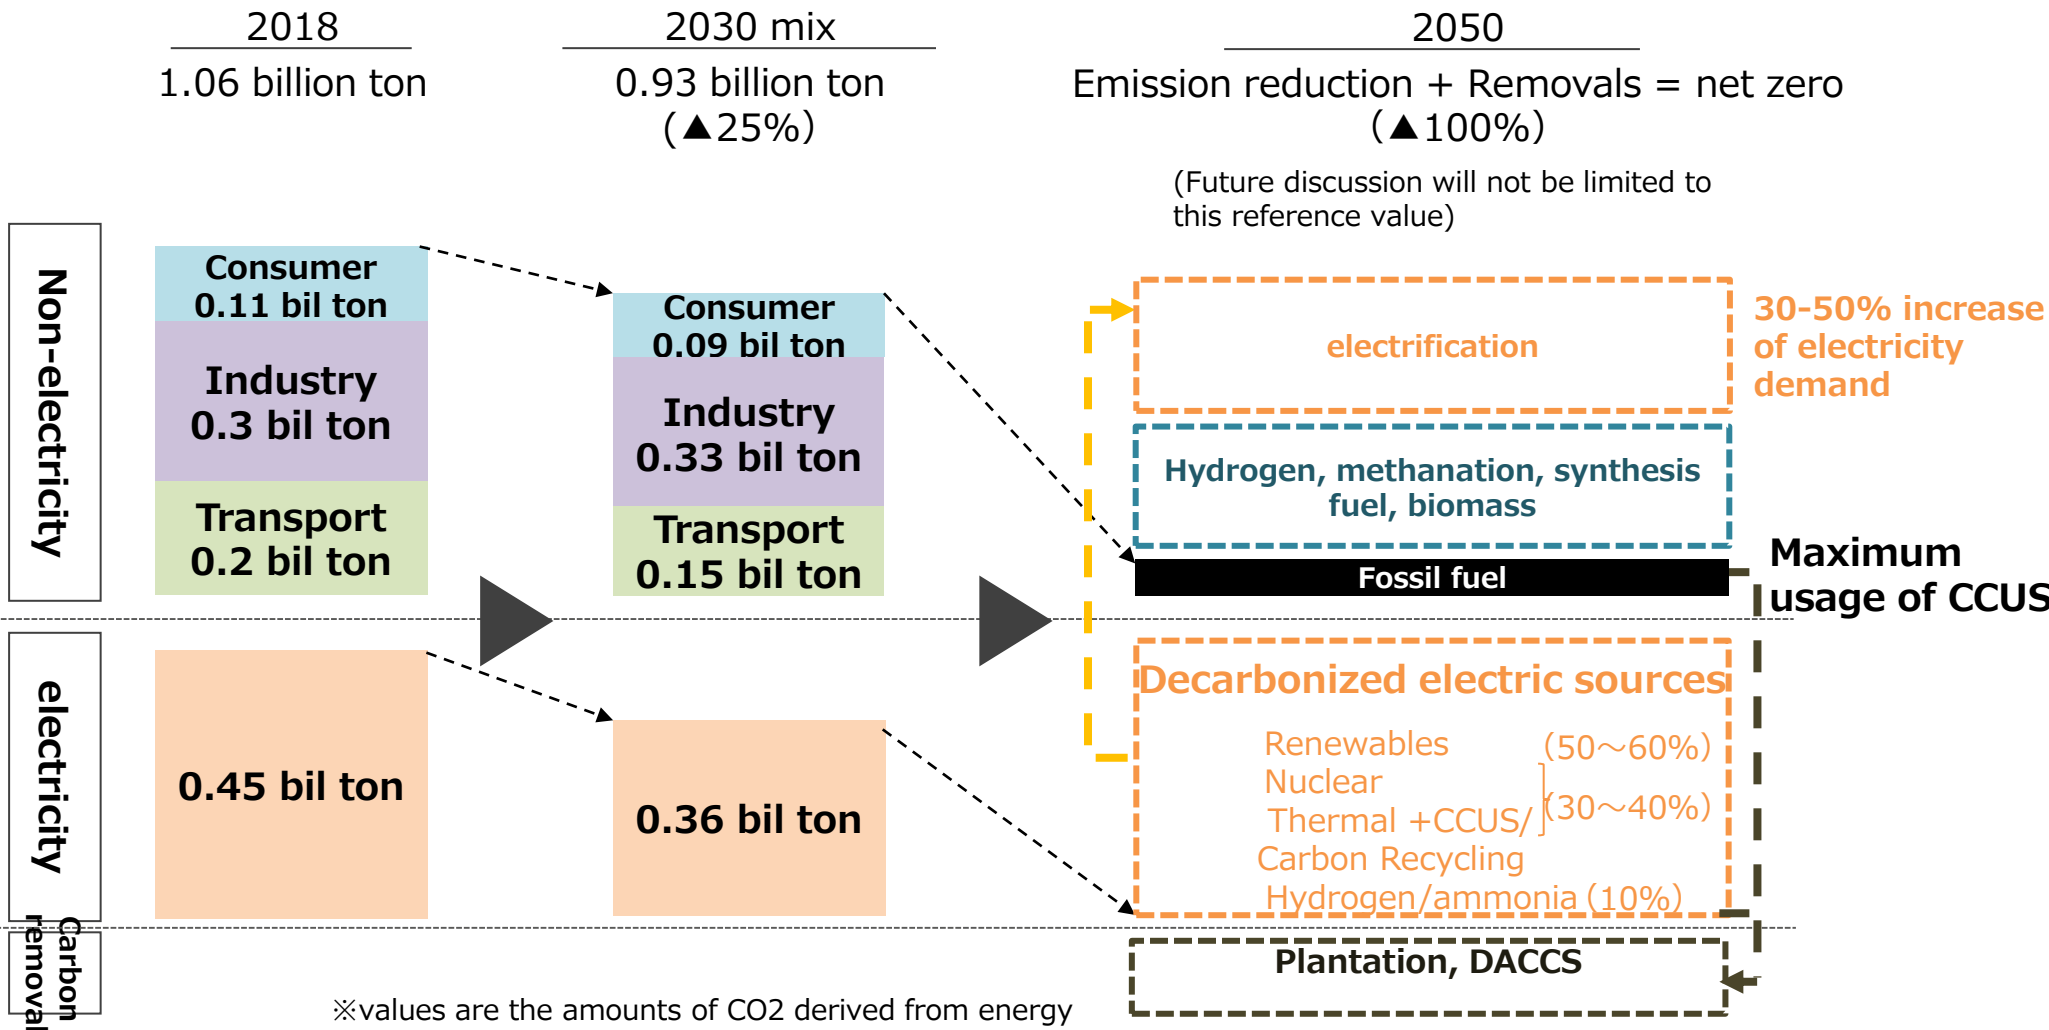 2018
1.06 billion ton
2030 mix
0.93 billion ton
(▲25%)
2050
Emission reduction + Removals = net zero
(▲100%)
(Future discussion will not be limited to
this reference value)
Non-electricity
Consumer
0.11 bil ton
Industry
0.3 bil ton
Transport
0.2 bil ton
Consumer
0.09 bil ton
Industry
0.33 bil ton
Transport
0.15 bil ton
electrification
30-50% increase
of electricity
demand
Hydrogen, methanation, synthesis
fuel, biomass
Fossil fuel
Maximum
usage of CCUS
electricity
0.45 bil ton
0.36 bil ton
Decarbonized electric sources
Renewables (50～60%)
Nuclear
Thermal +CCUS/ (30～40%)
Carbon Recycling
Hydrogen/ammonia (10%)
Carbon
removal
Plantation, DACCS
※values are the amounts of CO2 derived from energy